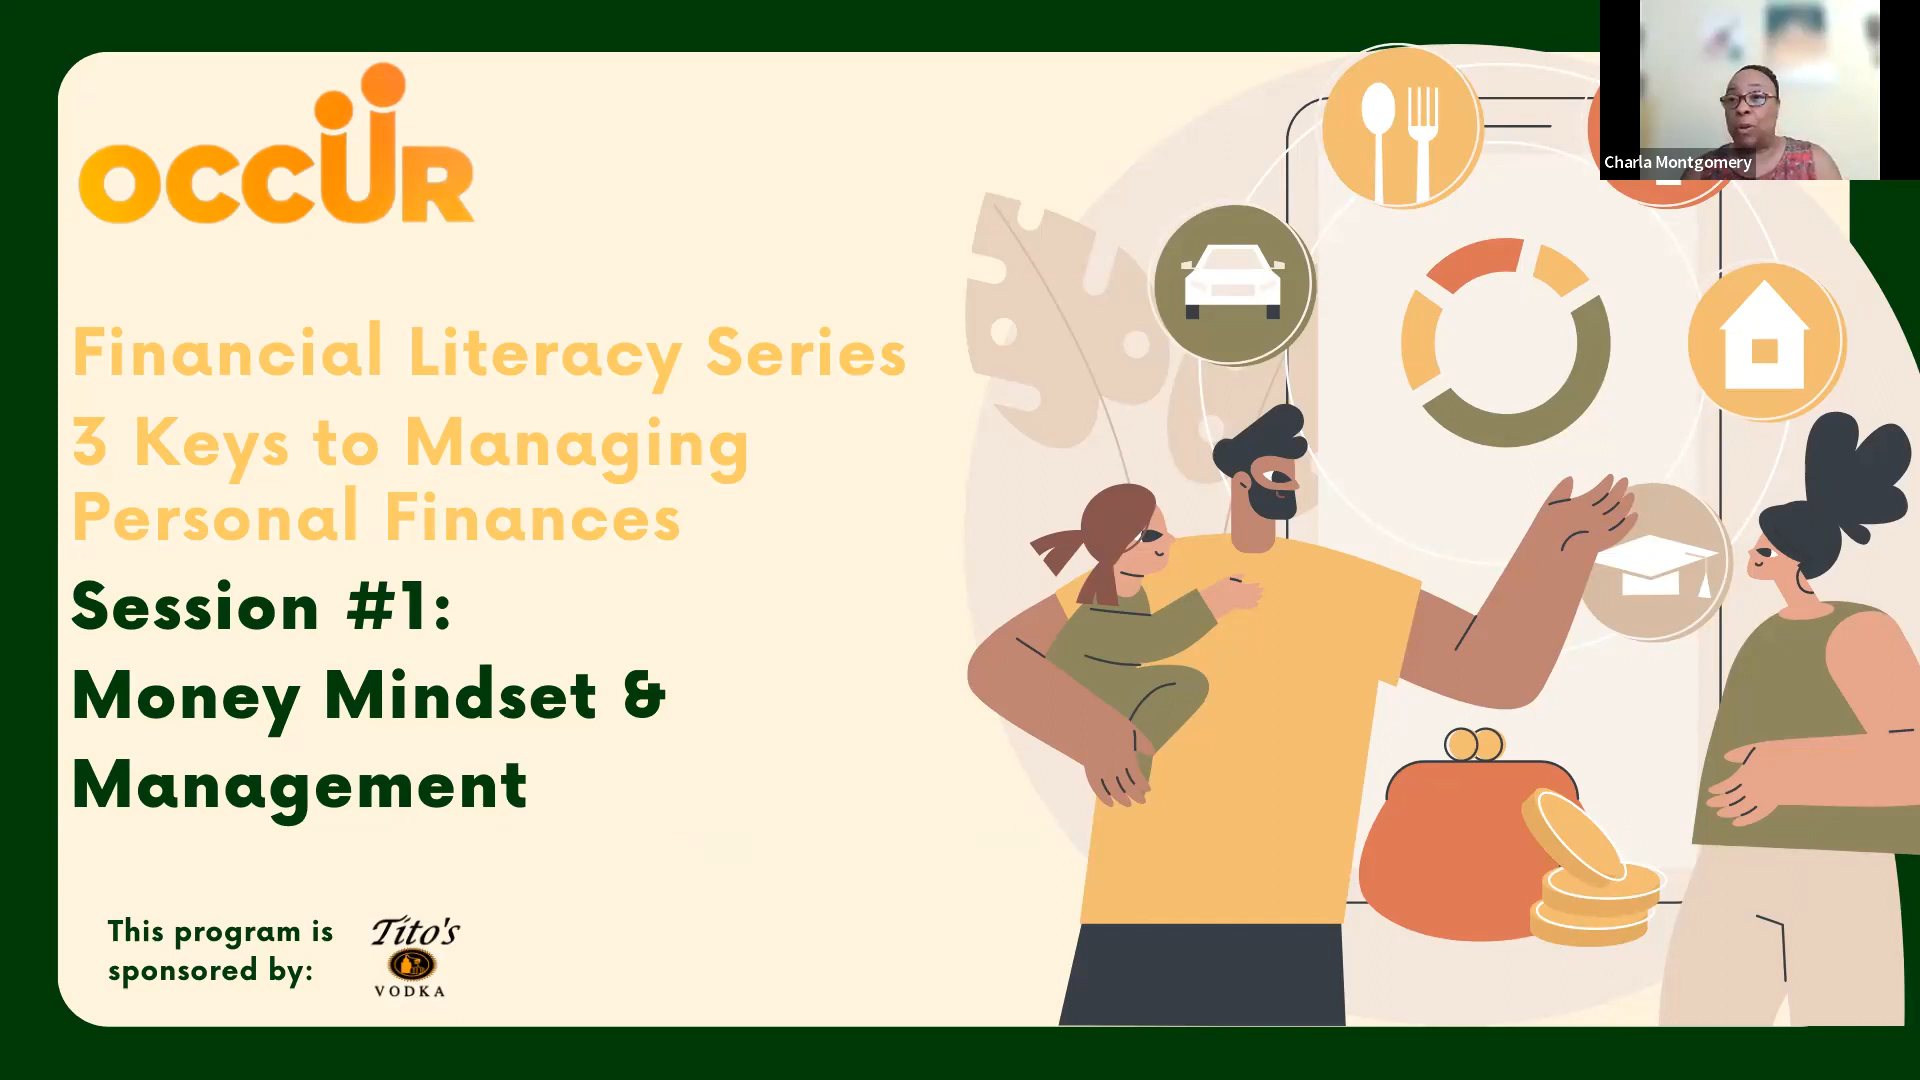 OCCUR
Charla Montgomery
Financial Literacy Series
3 Keys to Managing
Personal Finances
Session #1:
Money Mindset &
Management
This program is
sponsored by:
Tito's
VODKA